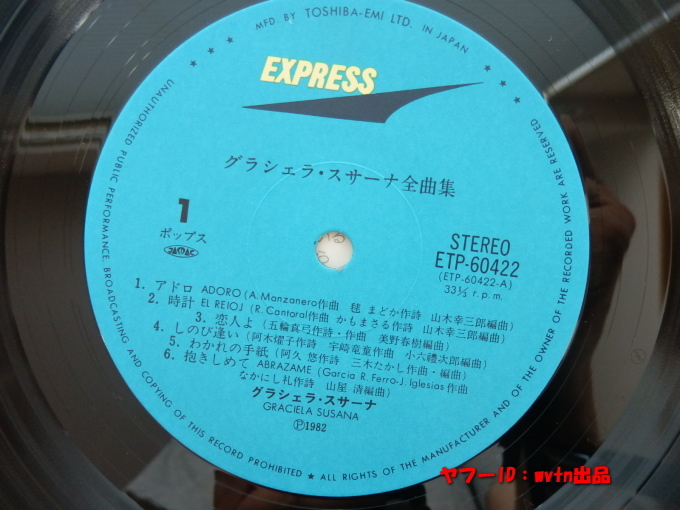 MFD. BY TOSHIBA-EMI LTD. IN JAPAN
EXPRESS
グラシェラ・スサーナ全曲集
1
ポップス
JASRAC
STEREO
ETP-60422
(ETP-60422-A)
33⅓ r.p.m.
1. アドロ ADORO (A. Manzanero作曲 毬 まどか作詩 山木幸三郎編曲)
2. 時計 EL RElOJ (R. Cantoral作曲 かもまさる作詩 山木幸三郎編曲)
3. 恋人よ (五輪真弓作詩・作曲 美野春樹編曲)
4. しのび逢い (阿木燿子作詩 宇崎竜童作曲 小六禮次郎編曲)
5. わかれの手紙 (阿久 悠作詩 三木たかし作曲・編曲)
6. 抱きしめて ABRAZAME (Garcia R. Ferro-J. Iglesias作曲
なかにし礼作詩 山屋 清編曲)
グラシェラ・スサーナ
GRACIELA SUSANA
Ⓟ1982
★ ALL RIGHTS OF THE MANUFACTURER AND OF THE OWNER OF THE RECORDED WORK ARE RESERVED ★
UNAUTHORIZED PUBLIC PERFORMANCE, BROADCASTING AND COPYING OF THIS RECORD PROHIBITED
ヤフーID：mvtn出品